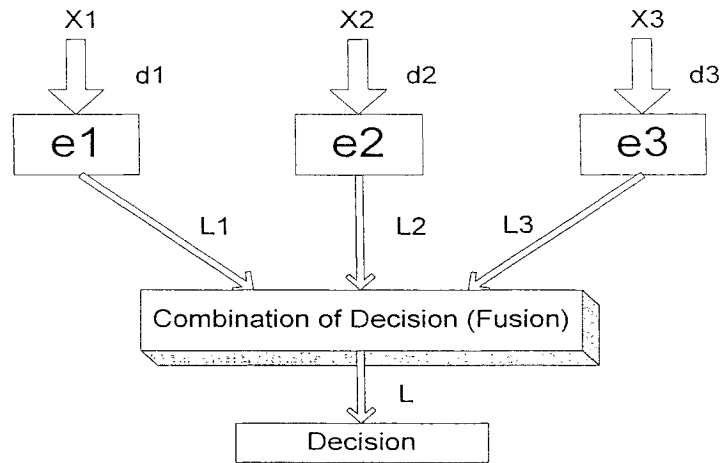 X1 X2 X3
d1 d2 d3
e1 e2 e3
L1 L2 L3
Combination of Decision (Fusion)
L
Decision